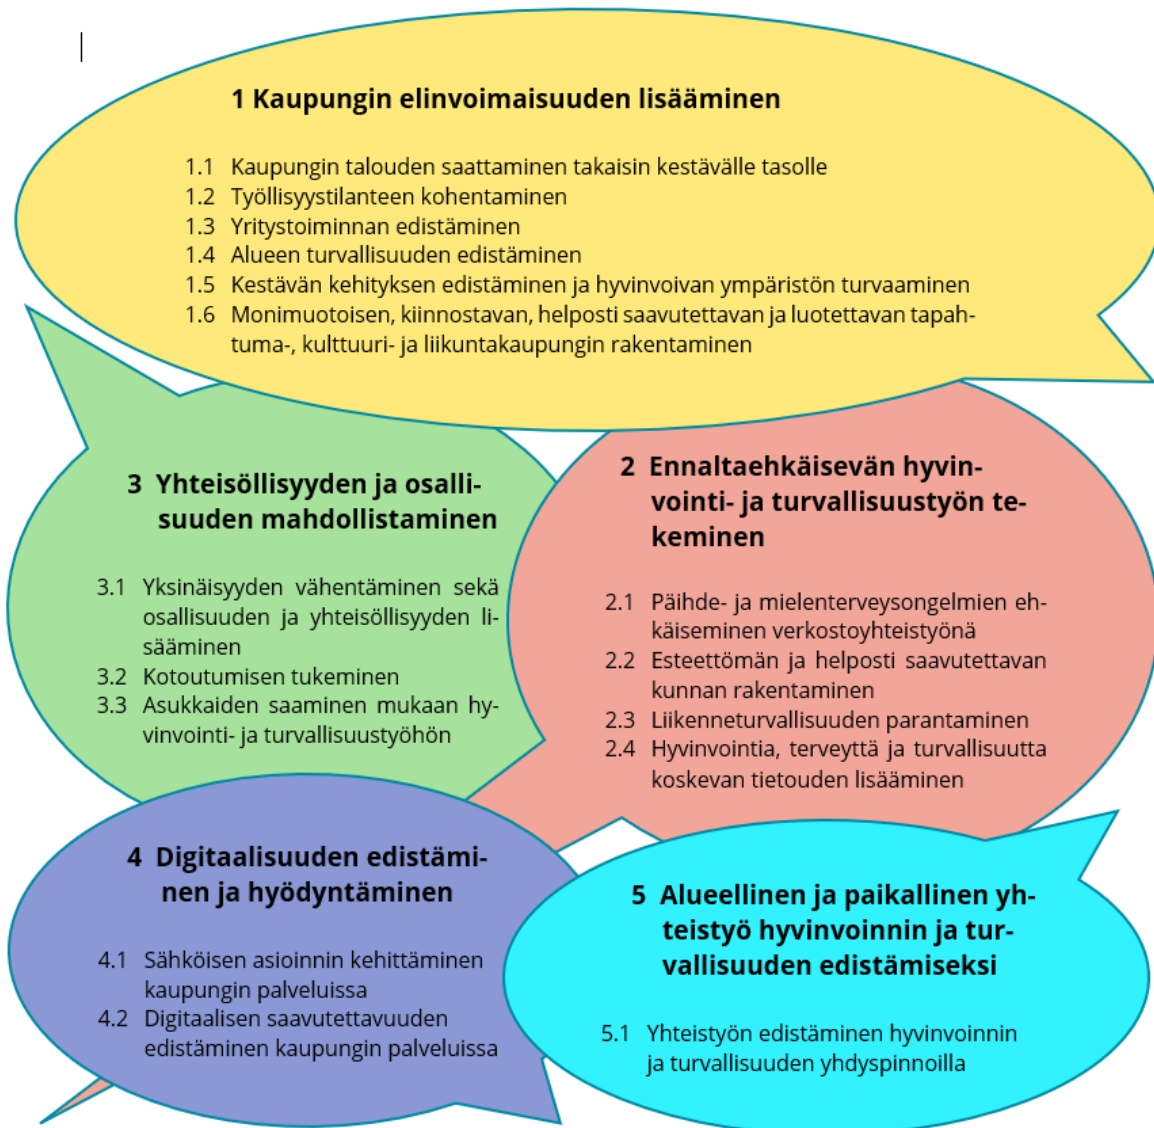 1 Kaupungin elinvoimaisuuden lisääminen
1.1 Kaupungin talouden saattaminen takaisin kestävälle tasolle
1.2 Työllisyystilanteen kohentaminen
1.3 Yritystoiminnan edistäminen
1.4 Alueen turvallisuuden edistäminen
1.5 Kestävän kehityksen edistäminen ja hyvinvoivan ympäristön turvaaminen
1.6 Monimuotoisen, kiinnostavan, helposti saavutettavan ja luotettavan tapah-
tuma-, kulttuuri- ja liikuntakaupungin rakentaminen
2 Ennaltaehkäisevän hyvin-
vointi- ja turvallisuustyön te-
keminen
2.1 Päihde- ja mielenterveysongelmien eh-
käiseminen verkostoyhteistyönä
2.2 Esteettömän ja helposti saavutettavan
kunnan rakentaminen
2.3 Liikenneturvallisuuden parantaminen
2.4 Hyvinvointia, terveyttä ja turvallisuutta
koskevan tietouden lisääminen
3 Yhteisöllisyyden ja osalli-
suuden mahdollistaminen
3.1 Yksinäisyyden vähentäminen sekä
osallisuuden ja yhteisöllisyyden li-
sääminen
3.2 Kotoutumisen tukeminen
3.3 Asukkaiden saaminen mukaan hy-
vinvointi- ja turvallisuustyöhön
4 Digitaalisuuden edistämi-
nen ja hyödyntäminen
4.1 Sähköisen asioinnin kehittäminen
kaupungin palveluissa
4.2 Digitaalisen saavutettavuuden
edistäminen kaupungin palveluissa
5 Alueellinen ja paikallinen yh-
teistyö hyvinvoinnin ja tur-
vallisuuden edistämiseksi
5.1 Yhteistyön edistäminen hyvinvoinnin
ja turvallisuuden yhdyspinnoilla